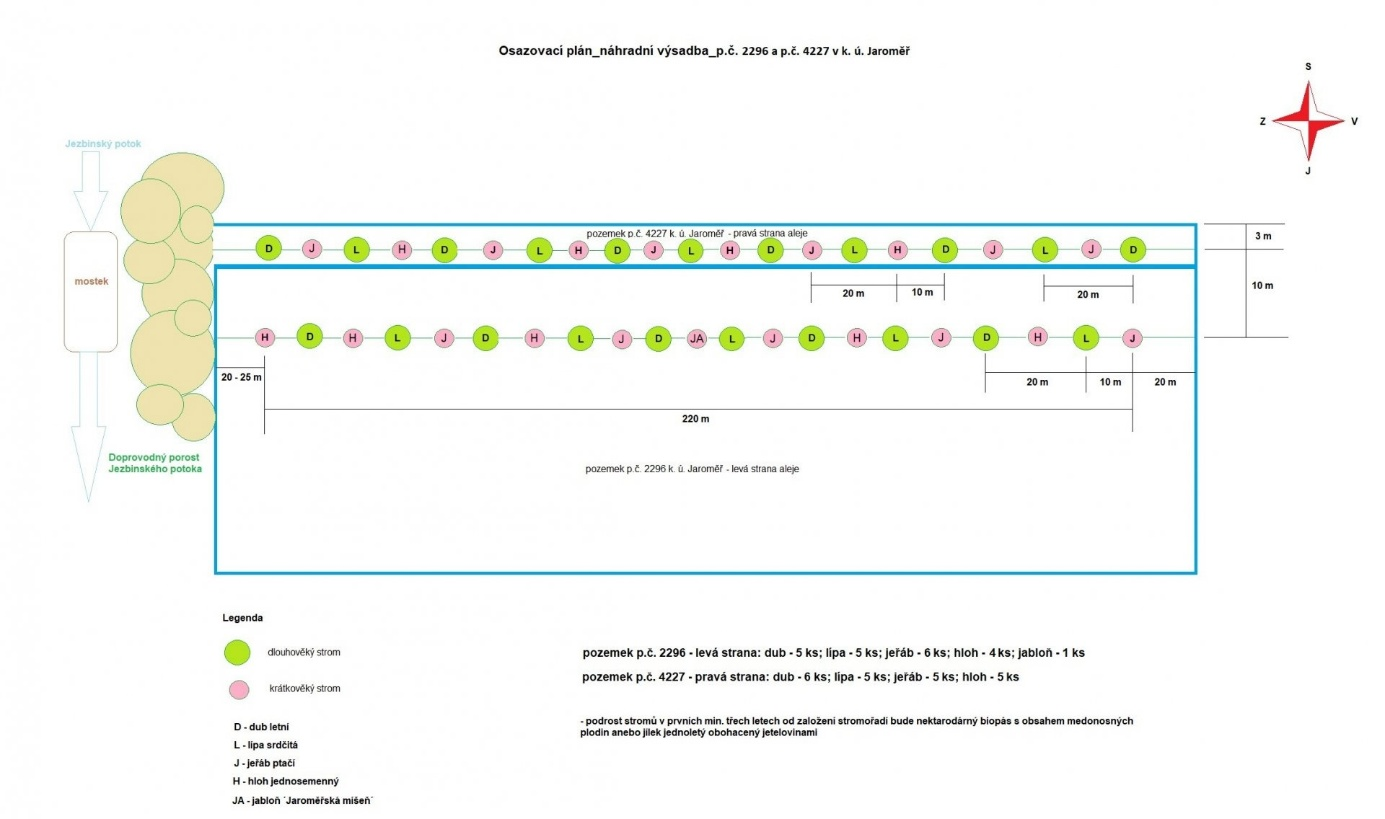 Osazovací plán_náhradní výsadba_p.č. 2296 a p.č. 4227 v k. ú. Jaroměř
S
Z
V
J
Jezbinský potok
mostek
Doprovodný porost
Jezbinského potoka
pozemek p.č. 4227 k. ú. Jaroměř - pravá strana aleje
D J L H D J L H D J L H D J L H D J L J D
3 m
10 m
20 m
10 m
20 m
H D H L J D H L J D JA L J D H L J D H L J
20 - 25 m
20 m
10 m
20 m
220 m
pozemek p.č. 2296 k. ú. Jaroměř - levá strana aleje
Legenda
dlouhověký strom
krátkověký strom
D - dub letní
L - lípa srdčitá
J - jeřáb ptačí
H - hloh jednosemenný
JA - jabloň ´Jaroměřská míšeň´
pozemek p.č. 2296 - levá strana: dub - 5 ks; lípa - 5 ks; jeřáb - 6 ks; hloh - 4 ks; jabloň - 1 ks
pozemek p.č. 4227 - pravá strana: dub - 6 ks; lípa - 5 ks; jeřáb - 5 ks; hloh - 5 ks
- podrost stromů v prvních min. třech letech od založení stromořadí bude nektarodárný biopás s obsahem medonosných
plodin anebo jílek jednoletý obohacený jetelovinami